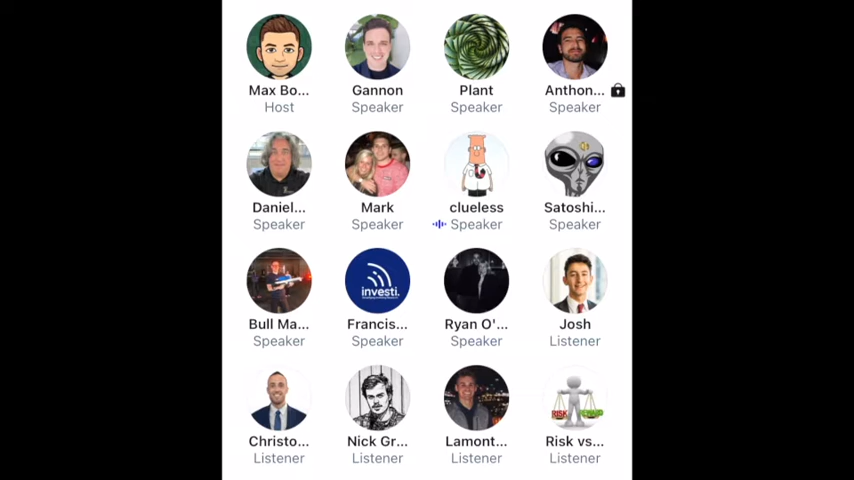 Max Bo... Gannon Plant Anthon...
Host Speaker Speaker Speaker
Daniel... Mark clueless Satoshi...
Speaker Speaker Speaker Speaker
investi.
Bull Ma... Francis... Ryan O'... Josh
Speaker Speaker Speaker Listener
RISK
Christo... Nick Gr... Lamont... Risk vs...
Listener Listener Listener Listener